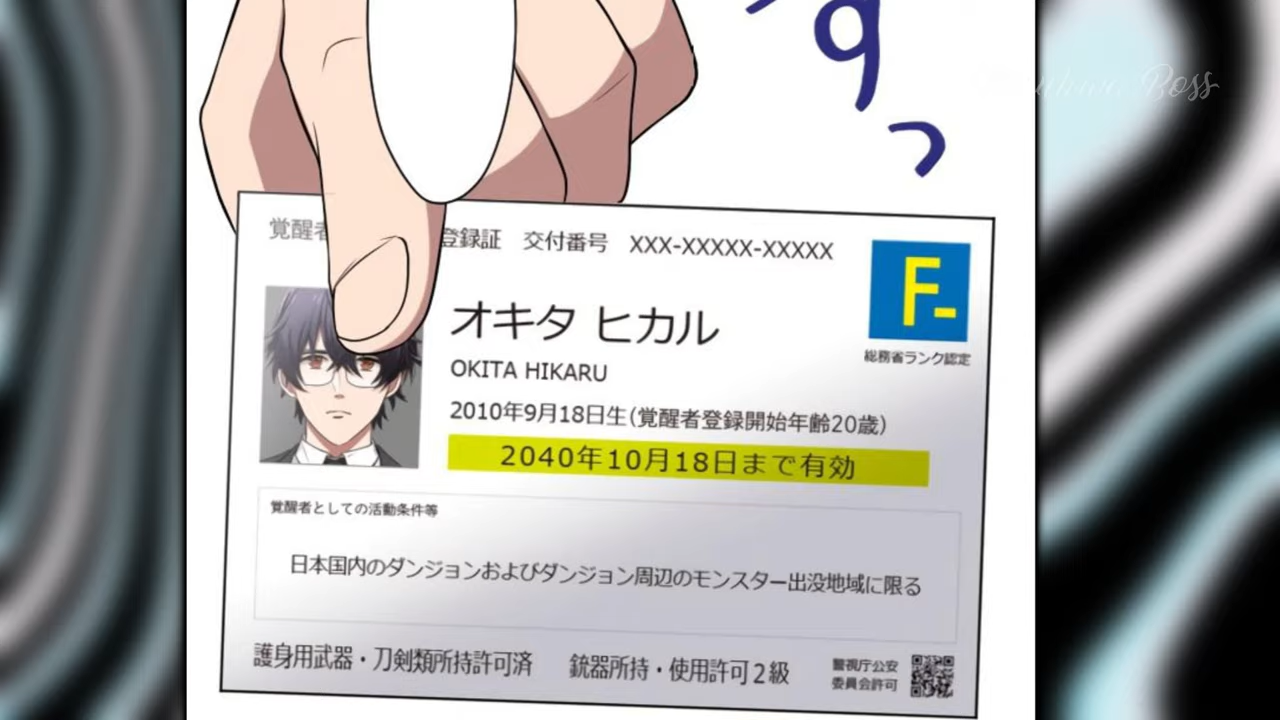 すっ
Boss
覚醒者
登録証 交付番号 XXX-XXXXX-XXXXX
F-
総務省ランク認定
オキタ ヒカル
OKITA HIKARU
2010年9月18日生(覚醒者登録開始年齢20歳)
2040年10月18日まで有効
覚醒者としての活動条件等
日本国内のダンジョンおよびダンジョン周辺のモンスター出没地域に限る
護身用武器・刀剣類所持許可済 銃器所持・使用許可2級
警視庁公安
委員会許可